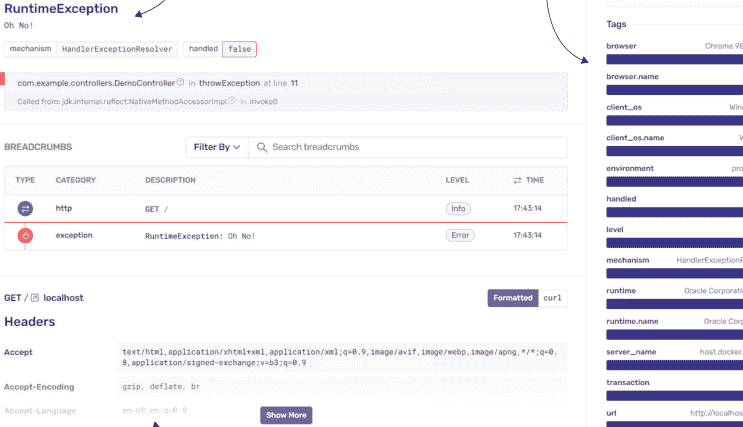 RuntimeException
Oh No!
mechanism HandlerExceptionResolver handled false
com.example.controllers.DemoController ? in throwException at line 11
Called from: jdk.internal.reflect.NativeMethodAccessorImpl ? in invoke0
BREADCRUMBS Filter By Search breadcrumbs
TYPE CATEGORY DESCRIPTION LEVEL TIME
http GET / Info 17:43:14
exception RuntimeException: Oh No! Error 17:43:14
GET / localhost Formatted curl
Headers
Accept text/html,application/xhtml+xml,application/xml;q=0.9,image/avif,image/webp,image/apng,*/*;q=0.
8,application/signed-exchange;v=b3;q=0.9
Accept-Encoding gzip, deflate, br
Accept-Language en-US,en;q=0.9
Show More
Tags
browser Chrome 98
browser.name
client_os Win
client_os.name
environment pro
handled
level
mechanism HandlerExceptionR
runtime Oracle Corporati
runtime.name Oracle Corp
server_name host.docker.
transaction
url http://localhos